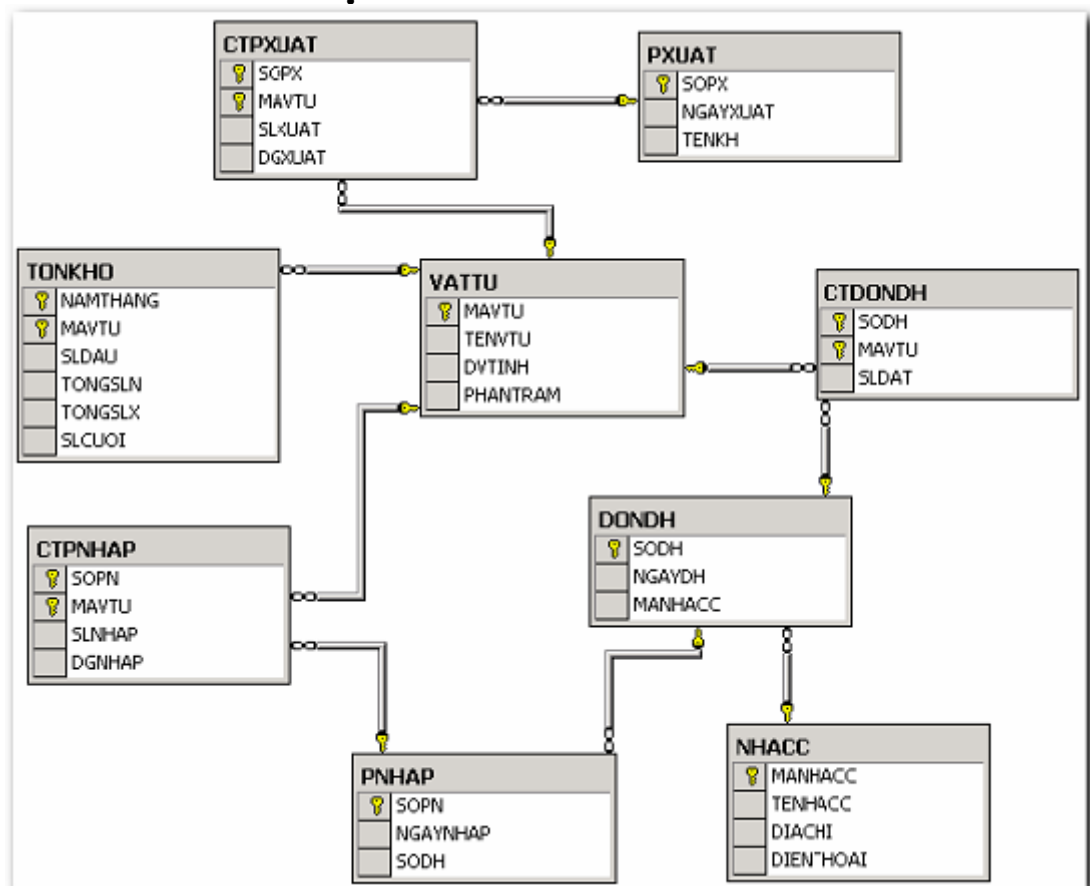 CTPXUAT
SOPX
MAVTU
SLXUAT
DGXUAT
PXUAT
SOPX
NGAYXUAT
TENKH
TONKHO
NAMTHANG
MAVTU
SLDAU
TONGSLN
TONGSLX
SLCUOI
VATTU
MAVTU
TENVTU
DVTINH
PHANTRAM
CTDONDH
SODH
MAVTU
SLDAT
CTPNHAP
SOPN
MAVTU
SLNHAP
DGNHAP
DONDH
SODH
NGAYDH
MANHACC
PNHAP
SOPN
NGAYNHAP
SODH
NHACC
MANHACC
TENHACC
DIACHI
DIENTHOAI